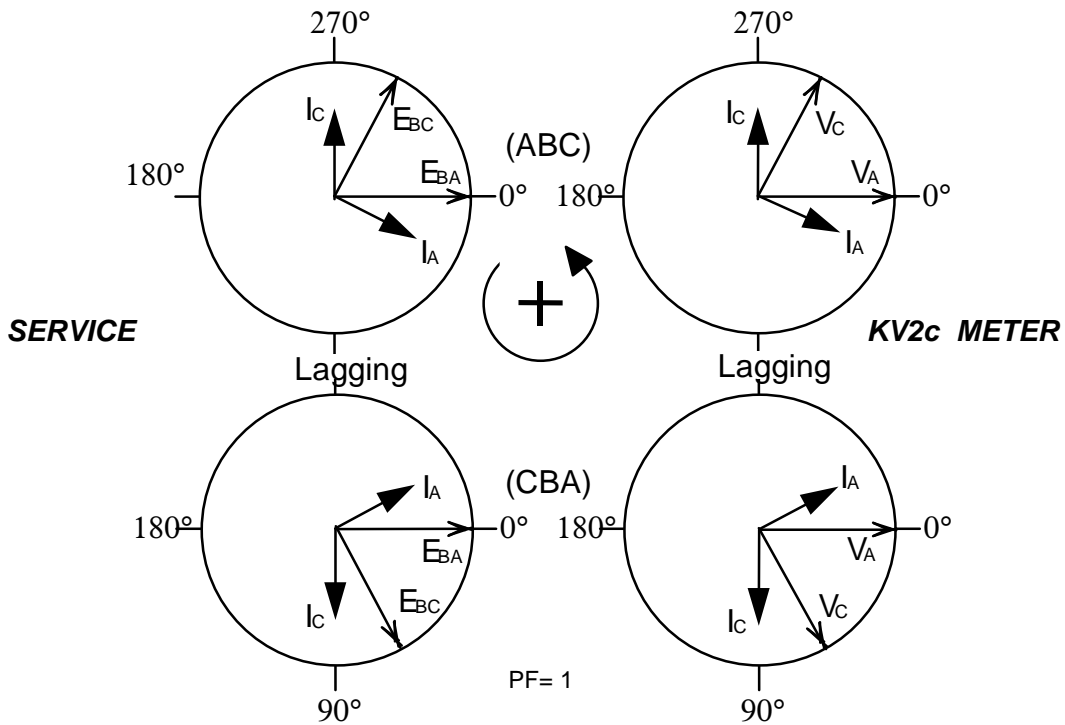 270°
270°
IC
EBC
IC
VC
(ABC)
180°
EBA
0°
180°
VA
0°
IA
IA
SERVICE
+
KV2c METER
Lagging
Lagging
IA
(CBA)
IA
180°
0°
180°
0°
EBA
VA
IC
EBC
IC
VC
PF= 1
90°
90°